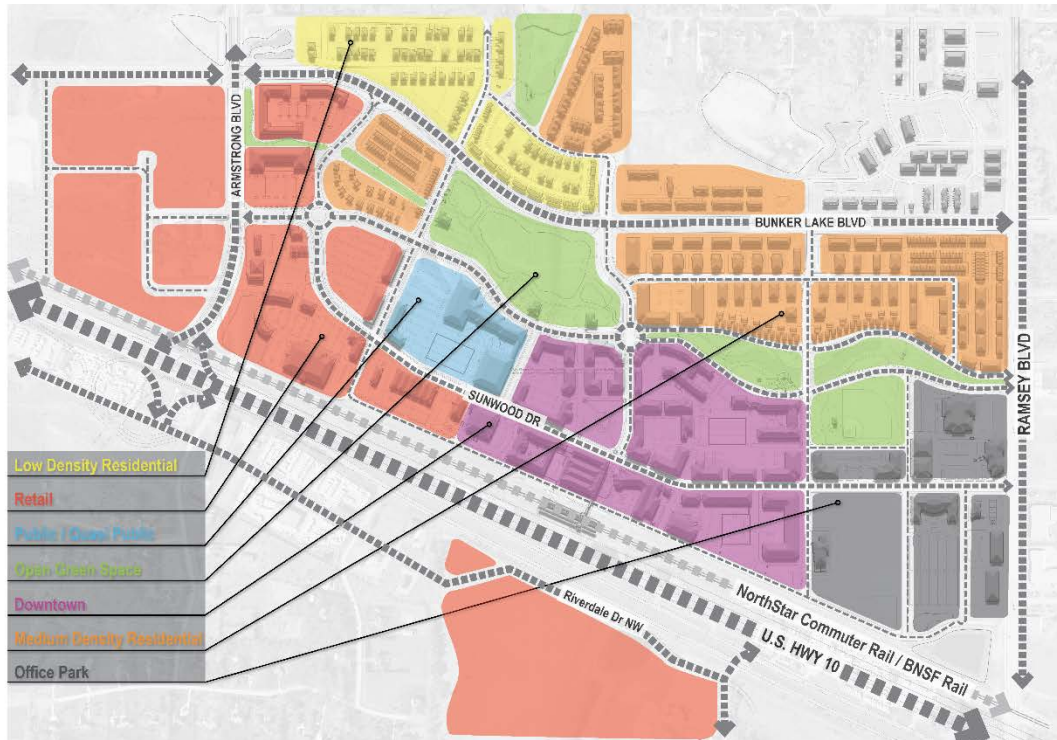 ARMSTRONG BLVD
BUNKER LAKE BLVD
RAMSEY BLVD
SUNWOOD DR
Low Density Residential
Retail
Public / Quasi Public
Open Green Space
Downtown
Medium Density Residential
Office Park
NorthStar Commuter Rail / BNSF Rail
U.S. HWY 10
Riverdale Dr NW